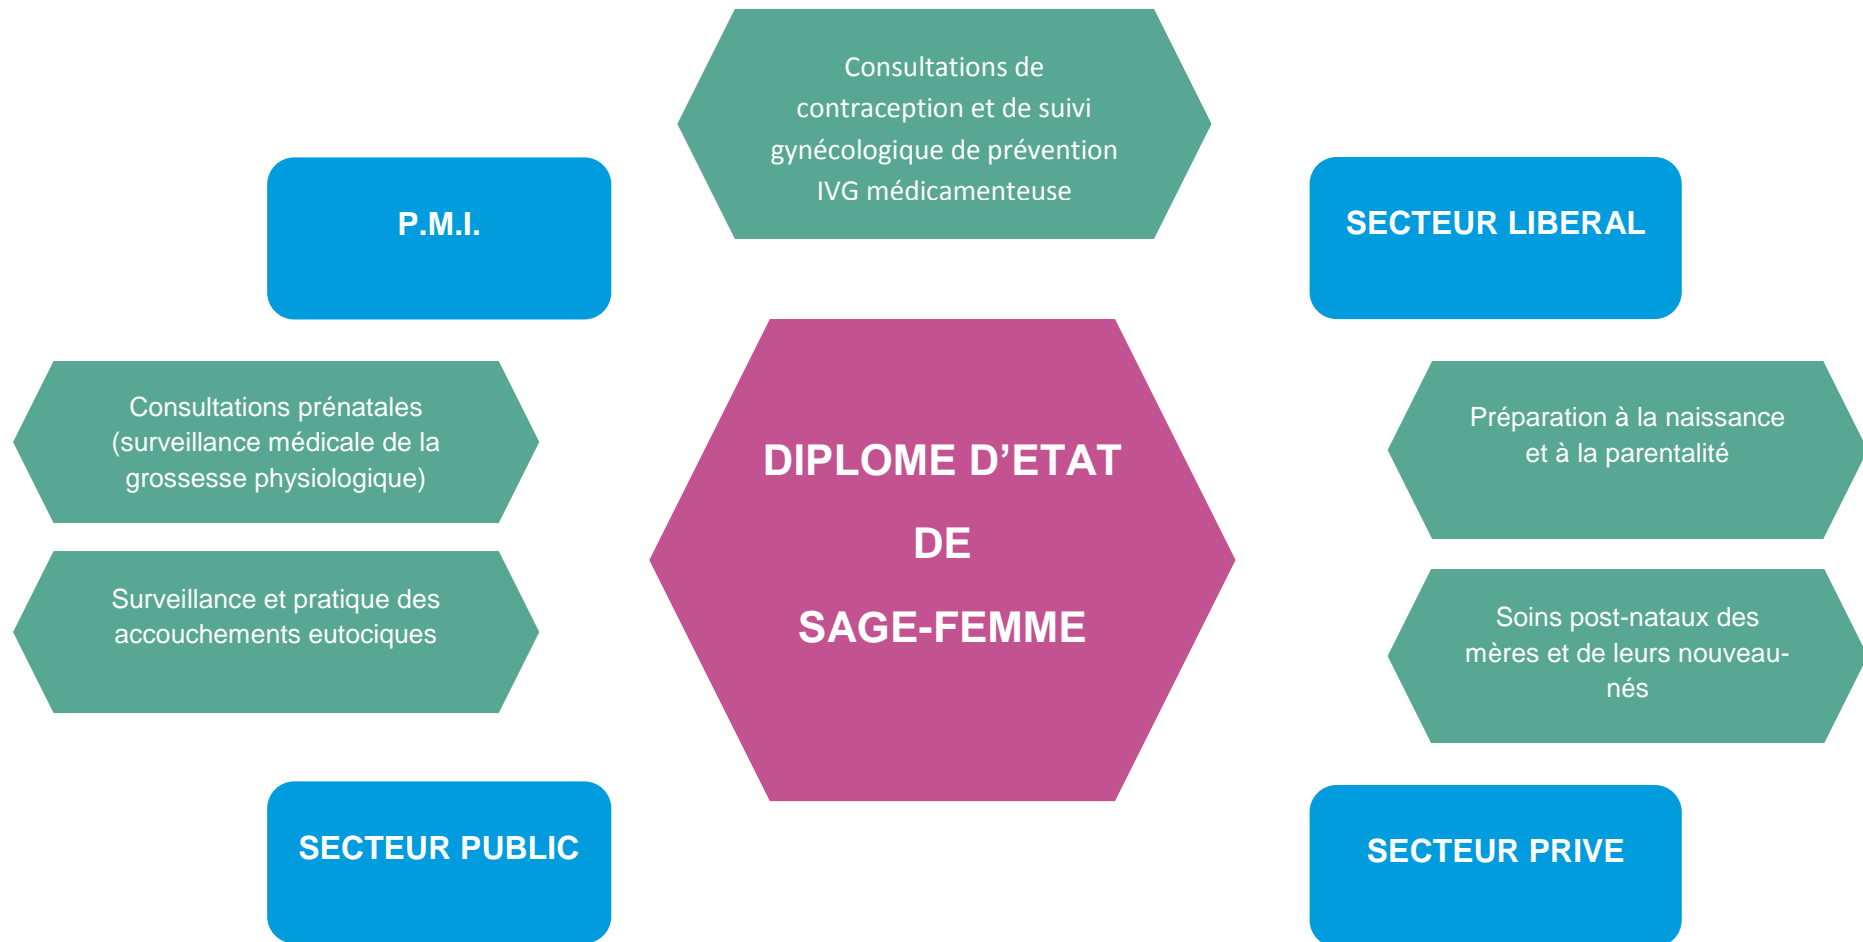 Consultations de
contraception et de suivi
gynécologique de prévention
IVG médicamenteuse
P.M.I.
SECTEUR LIBERAL
Consultations prénatales
(surveillance médicale de la
grossesse physiologique)
Préparation à la naissance
et à la parentalité
DIPLOME D’ETAT
DE
SAGE-FEMME
Surveillance et pratique des
accouchements eutociques
Soins post-nataux des
mères et de leurs nouveau-
nés
SECTEUR PUBLIC
SECTEUR PRIVE